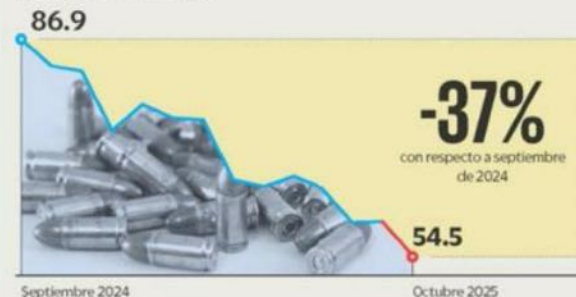 86.9
-37%
con respecto a septiembre
de 2024
54.5
Septiembre 2024
Octubre 2025